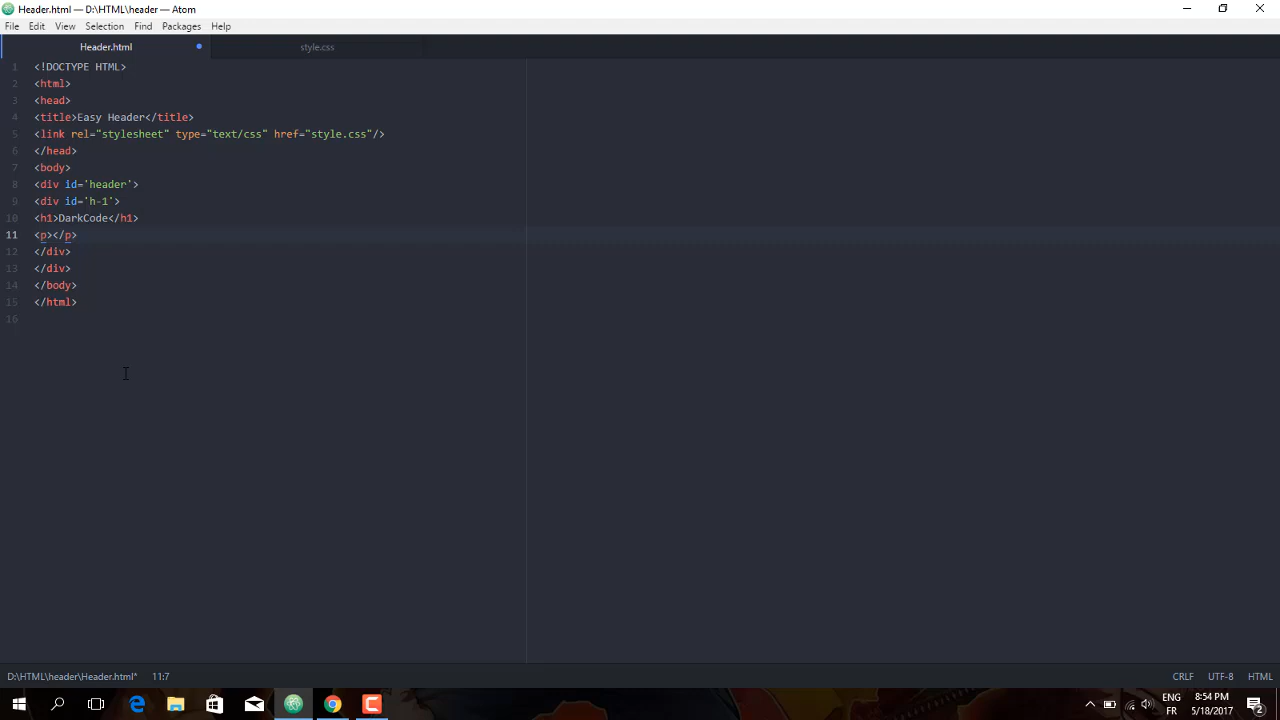 Header.html — D:\HTML\header — Atom
File Edit View Selection Find Packages Help
Header.html style.css
1 <!DOCTYPE HTML>
2 <html>
3 <head>
4 <title>Easy Header</title>
5 <link rel="stylesheet" type="text/css" href="style.css"/>
6 </head>
7 <body>
8 <div id='header'>
9 <div id='h-1'>
10 <h1>DarkCode</h1>
11 <p></p>
12 </div>
13 </div>
14 </body>
15 </html>
16
D:\HTML\header\Header.html* 11:7 CRLF UTF-8 HTML
ENG 8:54 PM
FR 5/18/2017 2